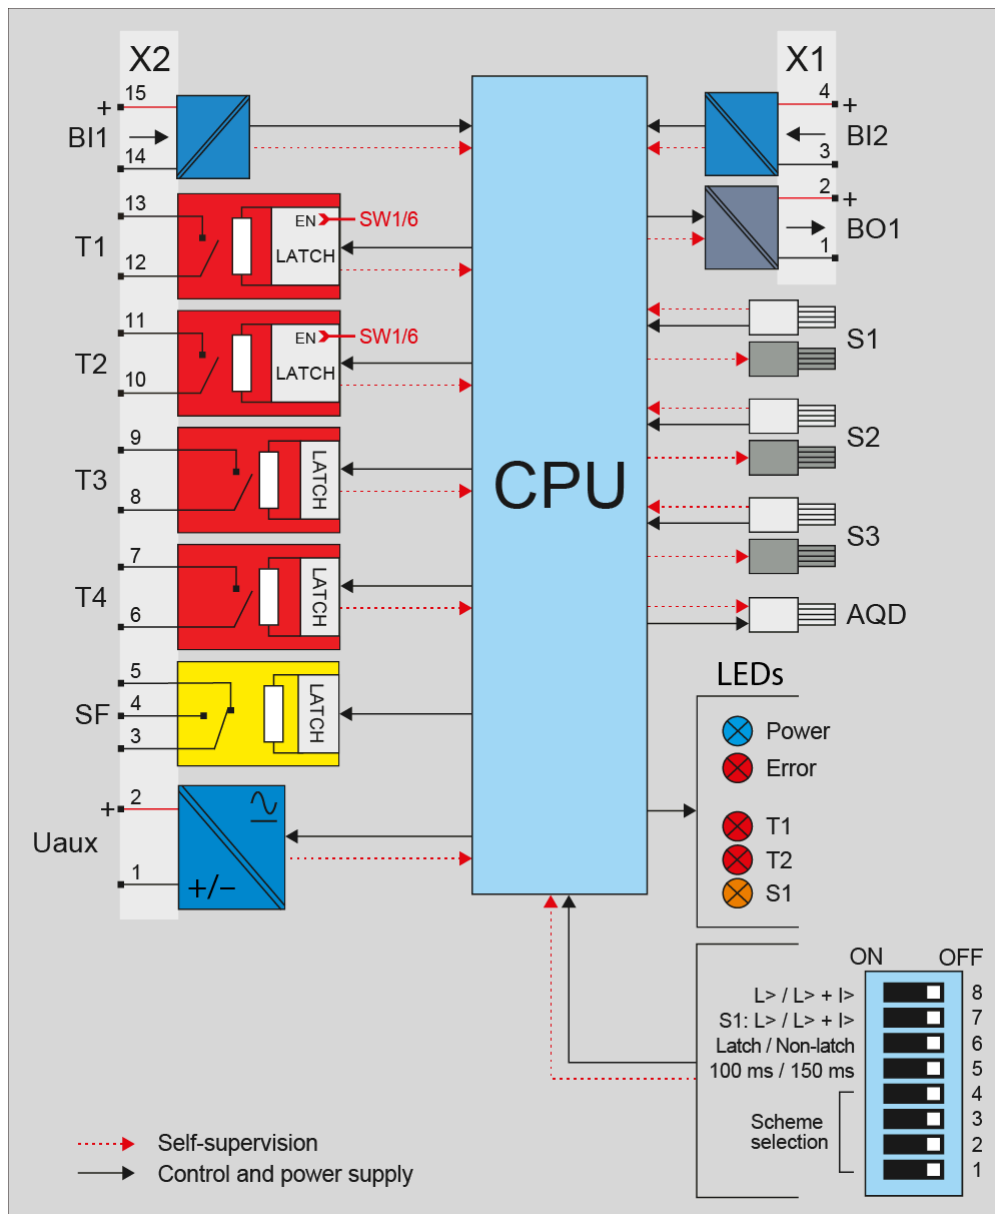 X2
15
+
BI1
14
13
T1
12
EN
SW1/6
LATCH
11
T2
10
EN
SW1/6
LATCH
9
T3
8
LATCH
7
T4
6
LATCH
5
SF
4
3
LATCH
+
2
Uaux
1
+/−
CPU
X1
4
+
BI2
3
2
+
BO1
1
S1
S2
S3
AQD
LEDs
Power
Error
T1
T2
S1
ON OFF
L> / L> + I> 8
S1: L> / L> + I> 7
Latch / Non-latch 6
100 ms / 150 ms 5
4
Scheme 3
selection 2
1
Self-supervision
Control and power supply